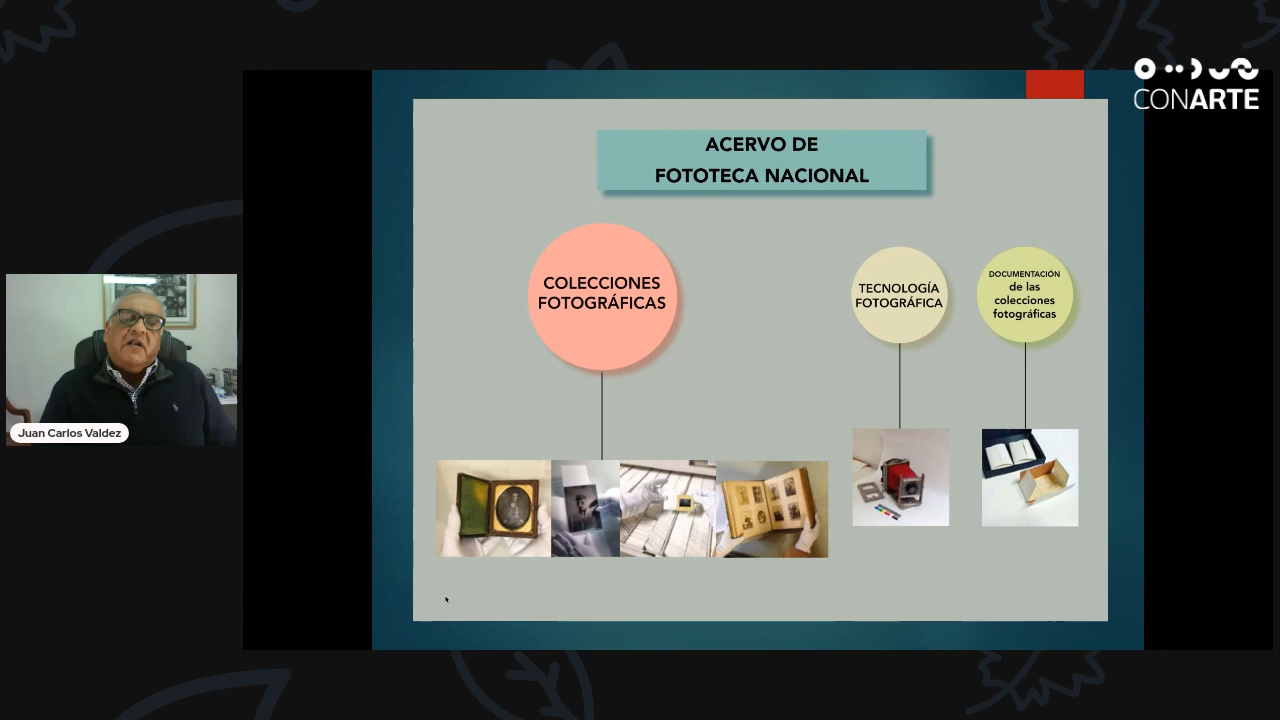 CONARTE
ACERVO DE
FOTOTECA NACIONAL
COLECCIONES
FOTOGRÁFICAS
TECNOLOGÍA
FOTOGRÁFICA
DOCUMENTACIÓN
de las
colecciones
fotográficas
Juan Carlos Valdez